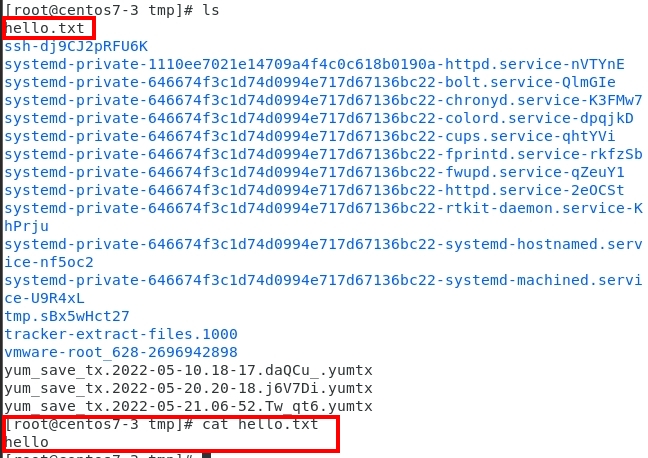 [root@centos7-3 tmp]# ls
hello.txt
ssh-dj9CJ2pRFU6K
systemd-private-1110ee7021e14709a4f4c0c618b0190a-httpd.service-nVTYnE
systemd-private-646674f3c1d74d0994e717d67136bc22-bolt.service-QlmGIe
systemd-private-646674f3c1d74d0994e717d67136bc22-chronyd.service-K3FMw7
systemd-private-646674f3c1d74d0994e717d67136bc22-colord.service-dpqjkD
systemd-private-646674f3c1d74d0994e717d67136bc22-cups.service-qhtYVi
systemd-private-646674f3c1d74d0994e717d67136bc22-fprintd.service-rkfzSb
systemd-private-646674f3c1d74d0994e717d67136bc22-fwupd.service-qZeuY1
systemd-private-646674f3c1d74d0994e717d67136bc22-httpd.service-2eOCSt
systemd-private-646674f3c1d74d0994e717d67136bc22-rtkit-daemon.service-K
hPrju
systemd-private-646674f3c1d74d0994e717d67136bc22-systemd-hostnamed.serv
ice-nf5oc2
systemd-private-646674f3c1d74d0994e717d67136bc22-systemd-machined.servi
ce-U9R4xL
tmp.sBx5wHct27
tracker-extract-files.1000
vmware-root_628-2696942898
yum_save_tx.2022-05-10.18-17.daQCu_.yumtx
yum_save_tx.2022-05-20.20-18.j6V7Di.yumtx
yum_save_tx.2022-05-21.06-52.Tw_qt6.yumtx
[root@centos7-3 tmp]# cat hello.txt
hello
[root@centos7-3 tmp]#